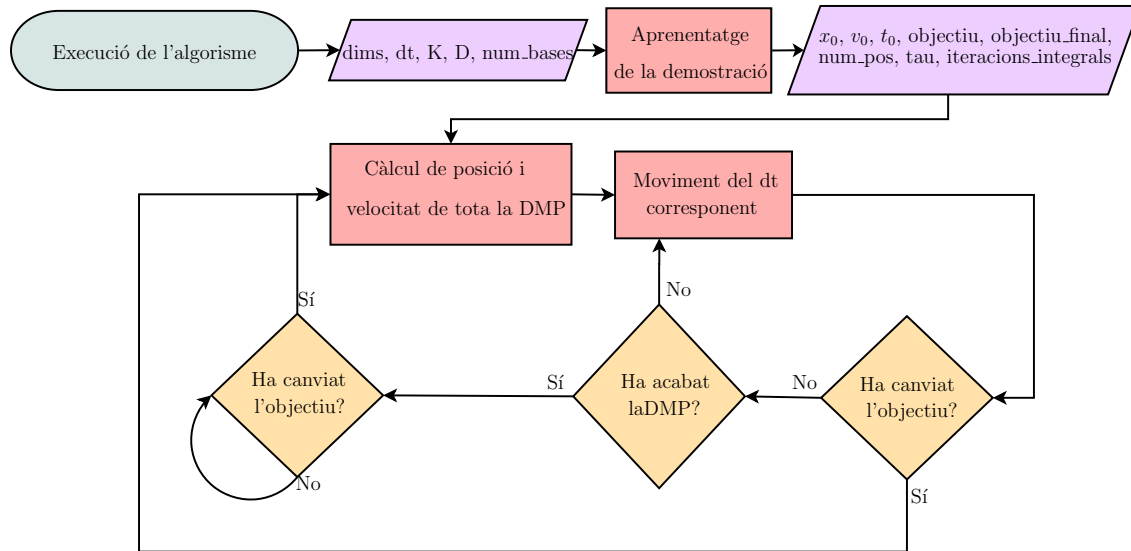 Execució de l'algorisme
dims, dt, K, D, num_bases
Aprenentatge
de la demostració
x₀, v₀, t₀, objectiu, objectiu_final,
num_pos, tau, iteracions_integrals
Càlcul de posició i
velocitat de tota la DMP
Moviment del dt
corresponent
No
Sí
Ha canviat
l'objectiu?
No
Sí
Ha acabat
laDMP?
No
Ha canviat
l'objectiu?
Sí